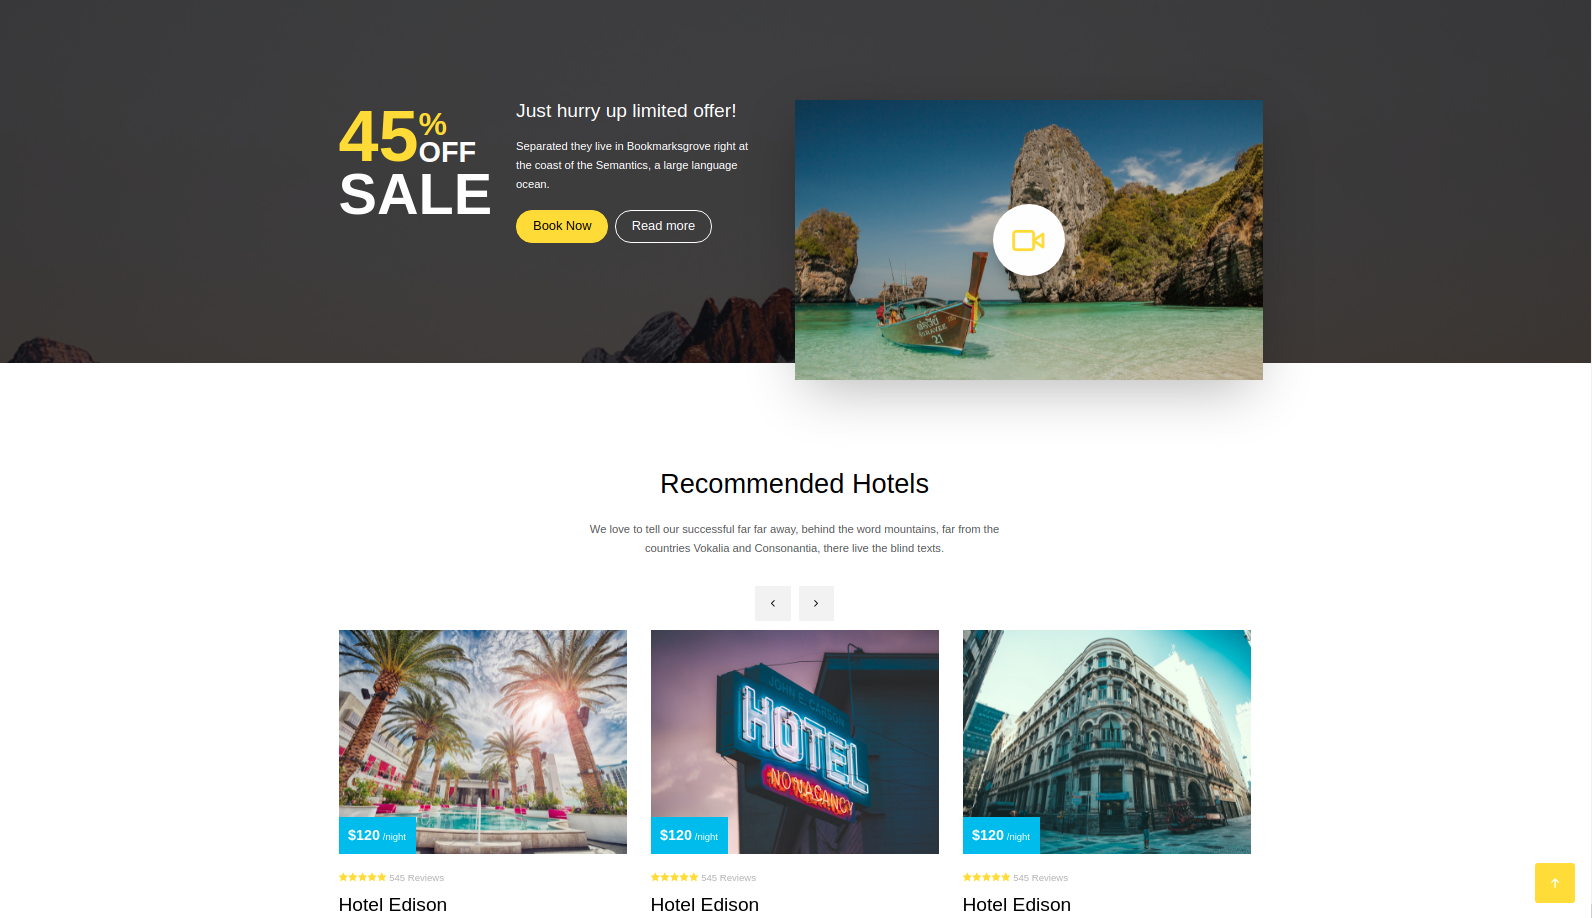 45%
OFF
SALE
Just hurry up limited offer!
Separated they live in Bookmarksgrove right at
the coast of the Semantics, a large language
ocean.
Book Now
Read more
21
Recommended Hotels
We love to tell our successful far far away, behind the word mountains, far from the
countries Vokalia and Consonantia, there live the blind texts.
JOHN E. CARSON
HOTEL
NO VACANCY
$120 /night
$120 /night
$120 /night
545 Reviews
545 Reviews
545 Reviews
Hotel Edison
Hotel Edison
Hotel Edison